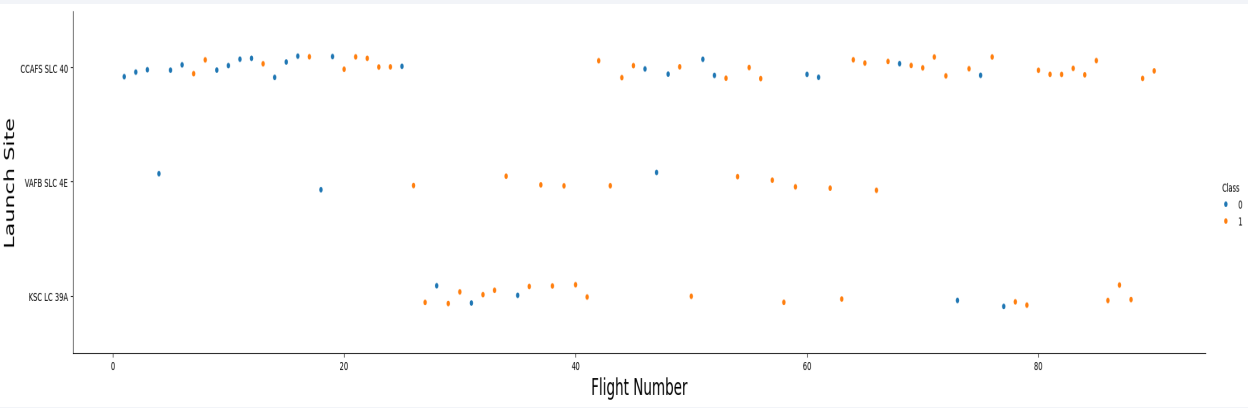 Launch Site
CCAFS SLC 40
VAFB SLC 4E
KSC LC 39A
0 20 40 60 80
Flight Number
Class
0
1